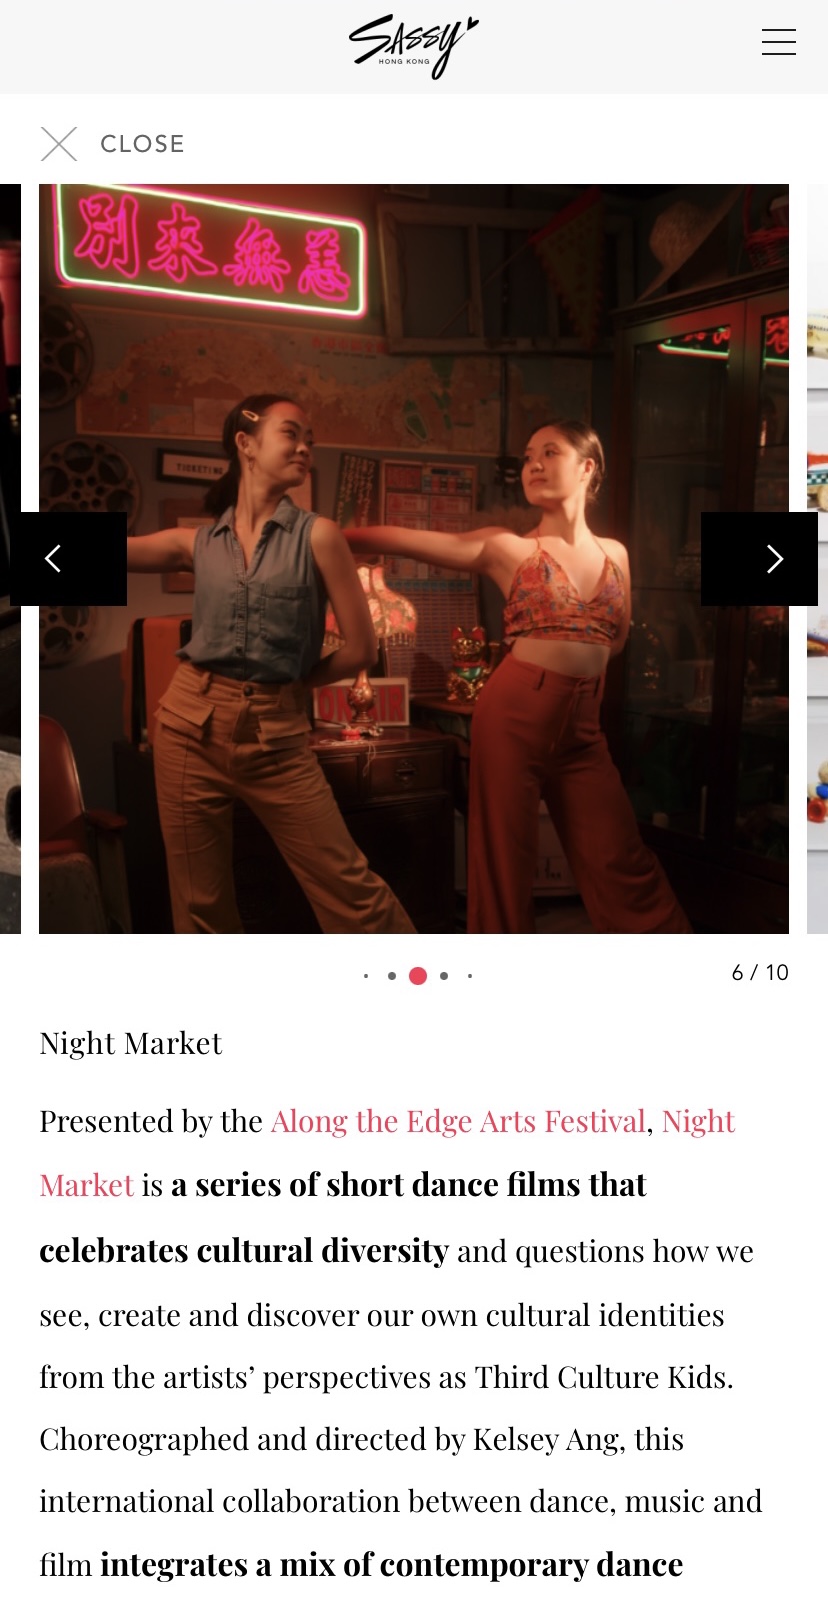 Sassy
HONG KONG
CLOSE
別來無恙
TICKETING
ON AIR
6 / 10
Night Market
Presented by the Along the Edge Arts Festival, Night
Market is a series of short dance films that
celebrates cultural diversity and questions how we
see, create and discover our own cultural identities
from the artists’ perspectives as Third Culture Kids.
Choreographed and directed by Kelsey Ang, this
international collaboration between dance, music and
film integrates a mix of contemporary dance